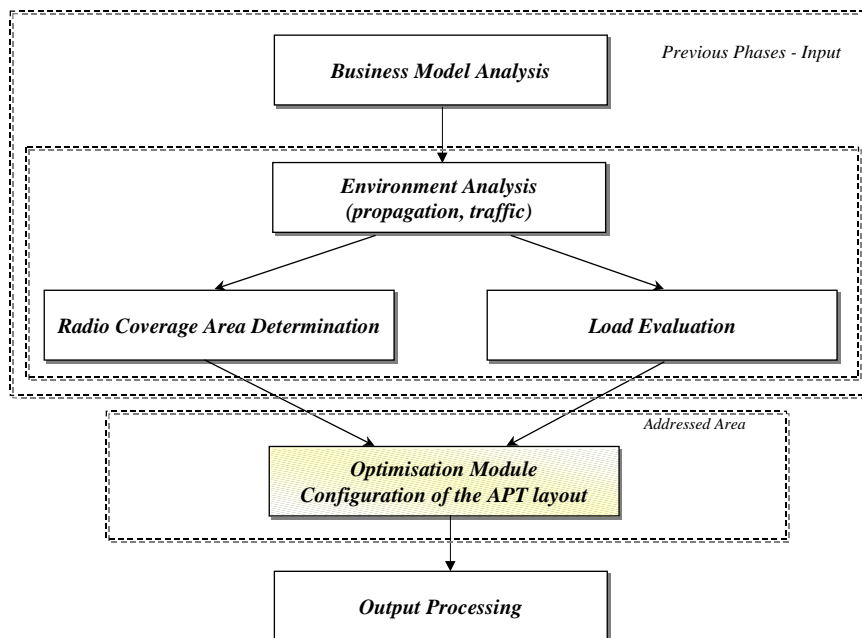 Previous Phases - Input
Business Model Analysis
Environment Analysis
(propagation, traffic)
Radio Coverage Area Determination
Load Evaluation
Addressed Area
Optimisation Module
Configuration of the APT layout
Output Processing